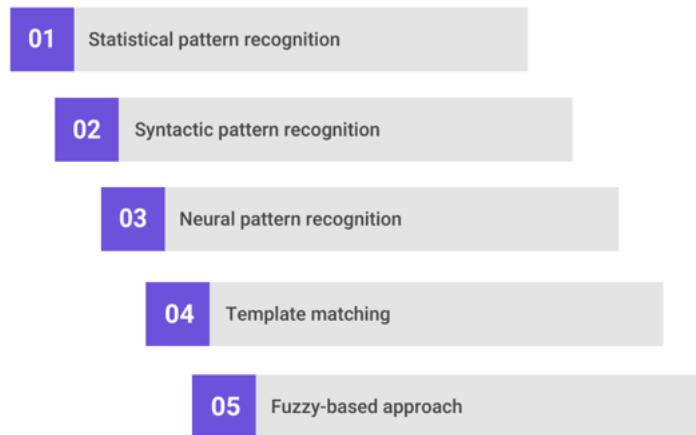 01 Statistical pattern recognition
02 Syntactic pattern recognition
03 Neural pattern recognition
04 Template matching
05 Fuzzy-based approach